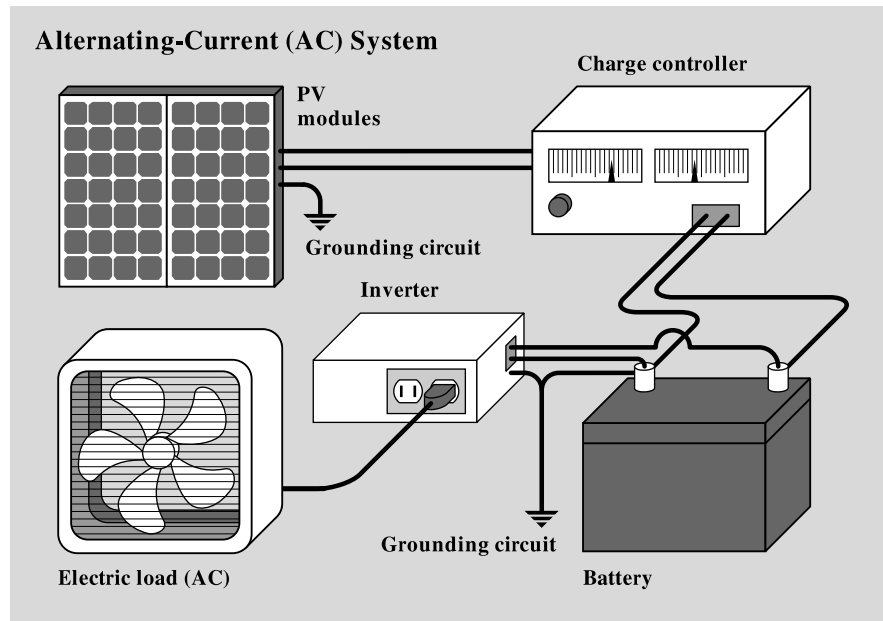 Alternating-Current (AC) System
Charge controller
PV
modules
Grounding circuit
Inverter
Grounding circuit
Electric load (AC)
Battery